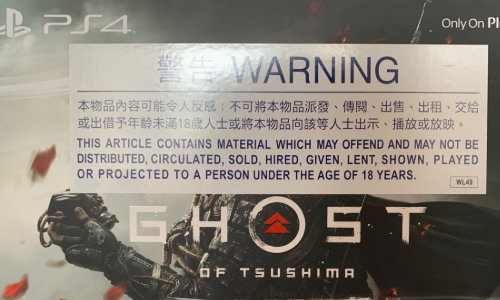 PS4
Only On Pl
警告 WARNING
本物品內容可能令人反感；不可將本物品派發、傳閱、出售、出租、交給
或出借予年齡未滿18歲人士或將本物品向該等人士出示、播放或放映。
THIS ARTICLE CONTAINS MATERIAL WHICH MAY OFFEND AND MAY NOT BE
DISTRIBUTED, CIRCULATED, SOLD, HIRED, GIVEN, LENT, SHOWN, PLAYED
OR PROJECTED TO A PERSON UNDER THE AGE OF 18 YEARS.
WL49
GHOST
OF TSUSHIMA